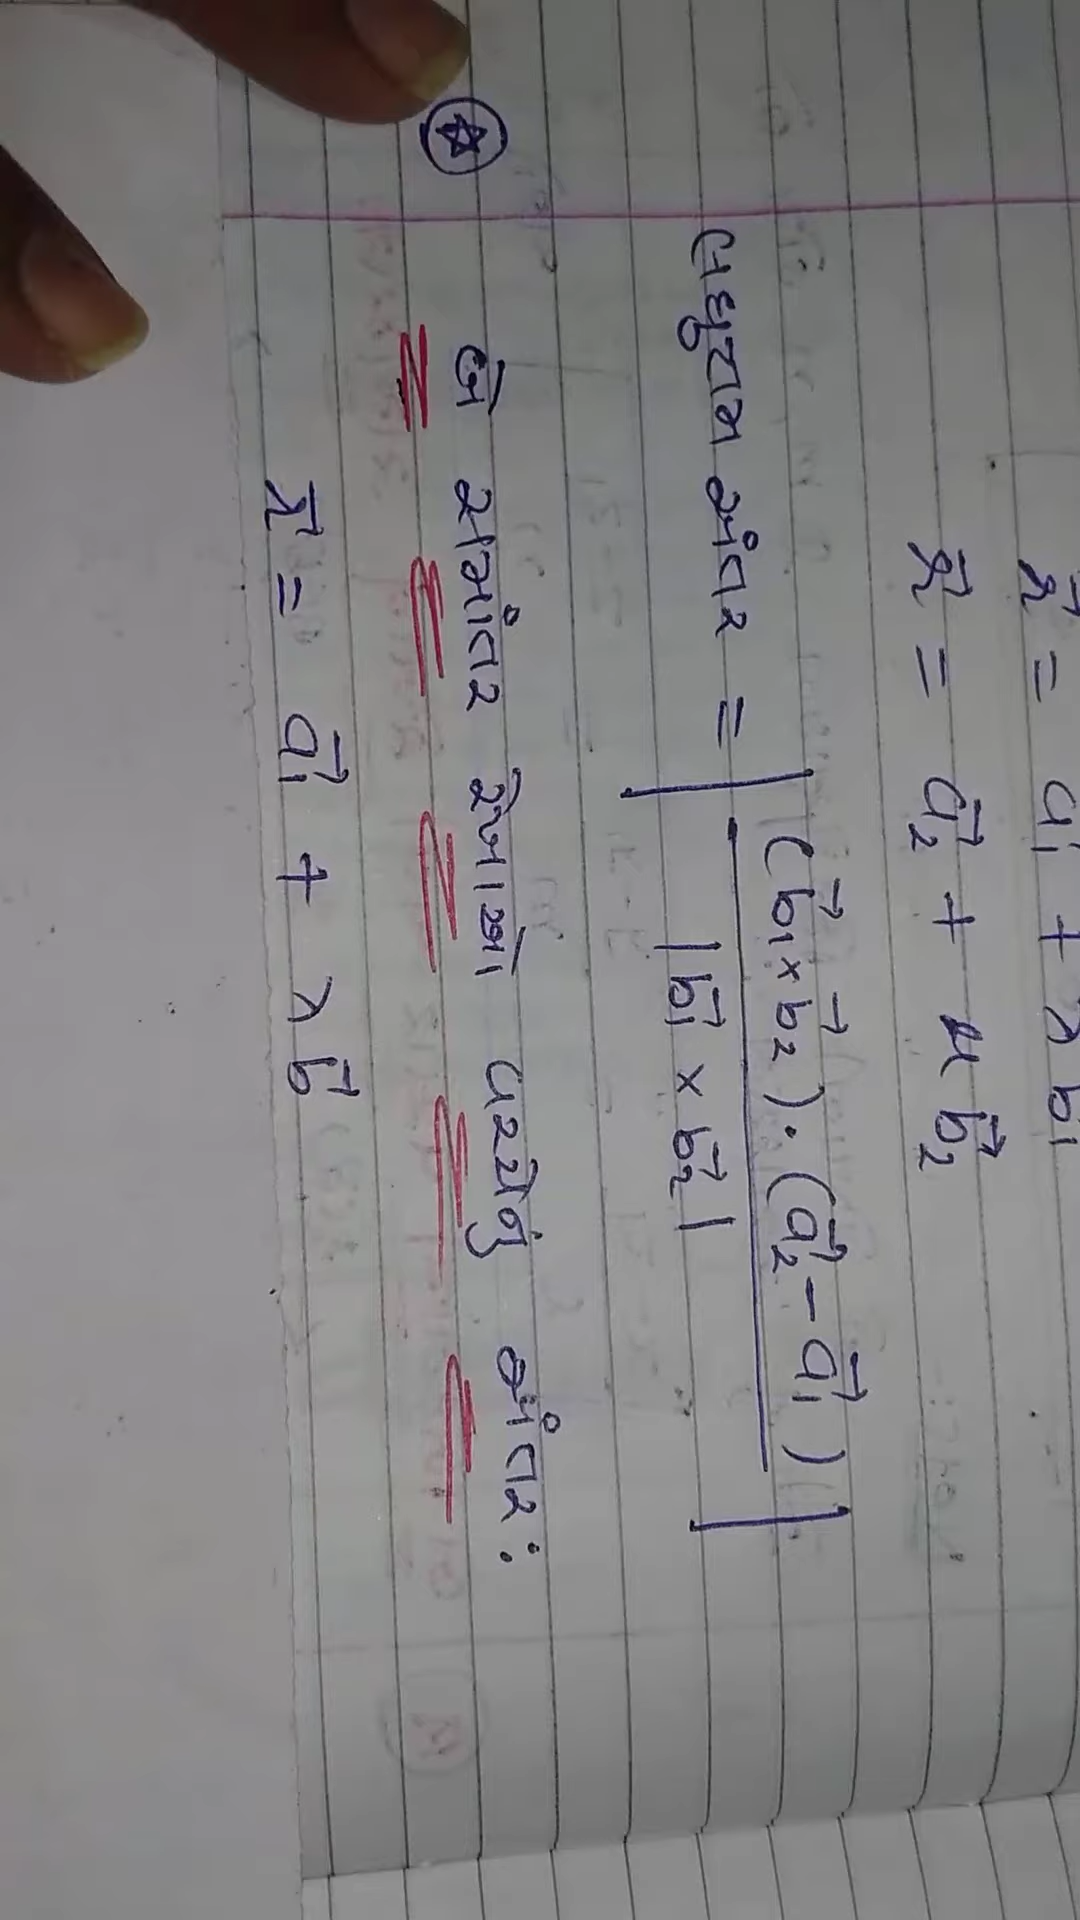 r⃗ = a⃗₁ + λ b⃗₁
r⃗ = a⃗₂ + μ b⃗₂
લઘુત્તમ અંતર = | (b⃗₁ × b⃗₂) · (a⃗₂ − a⃗₁) / |b⃗₁ × b⃗₂| |
બે સમાંતર રેખાઓ વચ્ચેનું અંતર :
r⃗ = a⃗₁ + λ b⃗